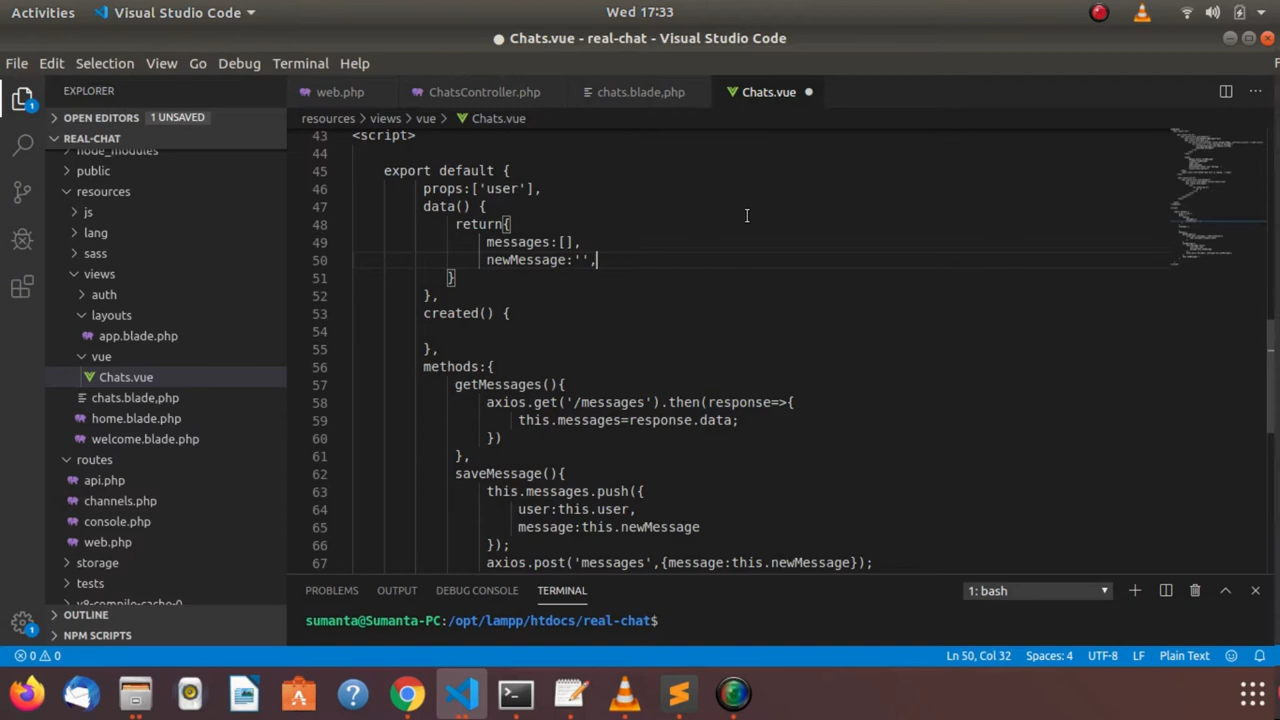 Activities
Visual Studio Code
Wed 17:33
● Chats.vue - real-chat - Visual Studio Code
File Edit Selection View Go Debug Terminal Help
EXPLORER
web.php
ChatsController.php
chats.blade,php
Chats.vue
OPEN EDITORS 1 UNSAVED
REAL-CHAT
node_modules
public
resources
js
lang
sass
views
auth
layouts
app.blade.php
vue
Chats.vue
chats.blade,php
home.blade.php
welcome.blade.php
routes
api.php
channels.php
console.php
web.php
storage
tests
v8-compile-cache-0
OUTLINE
NPM SCRIPTS
resources > views > vue > Chats.vue
43 <script>
44
45 export default {
46 props:['user'],
47 data() {
48 return{
49 messages:[],
50 newMessage:'',
51 }
52 },
53 created() {
54
55 },
56 methods:{
57 getMessages(){
58 axios.get('/messages').then(response=>{
59 this.messages=response.data;
60 })
61 },
62 saveMessage(){
63 this.messages.push({
64 user:this.user,
65 message:this.newMessage
66 });
67 axios.post('messages',{message:this.newMessage});
PROBLEMS OUTPUT DEBUG CONSOLE TERMINAL
1: bash
sumanta@Sumanta-PC:/opt/lampp/htdocs/real-chat$
0 0
Ln 50, Col 32
Spaces: 4
UTF-8
LF
Plain Text